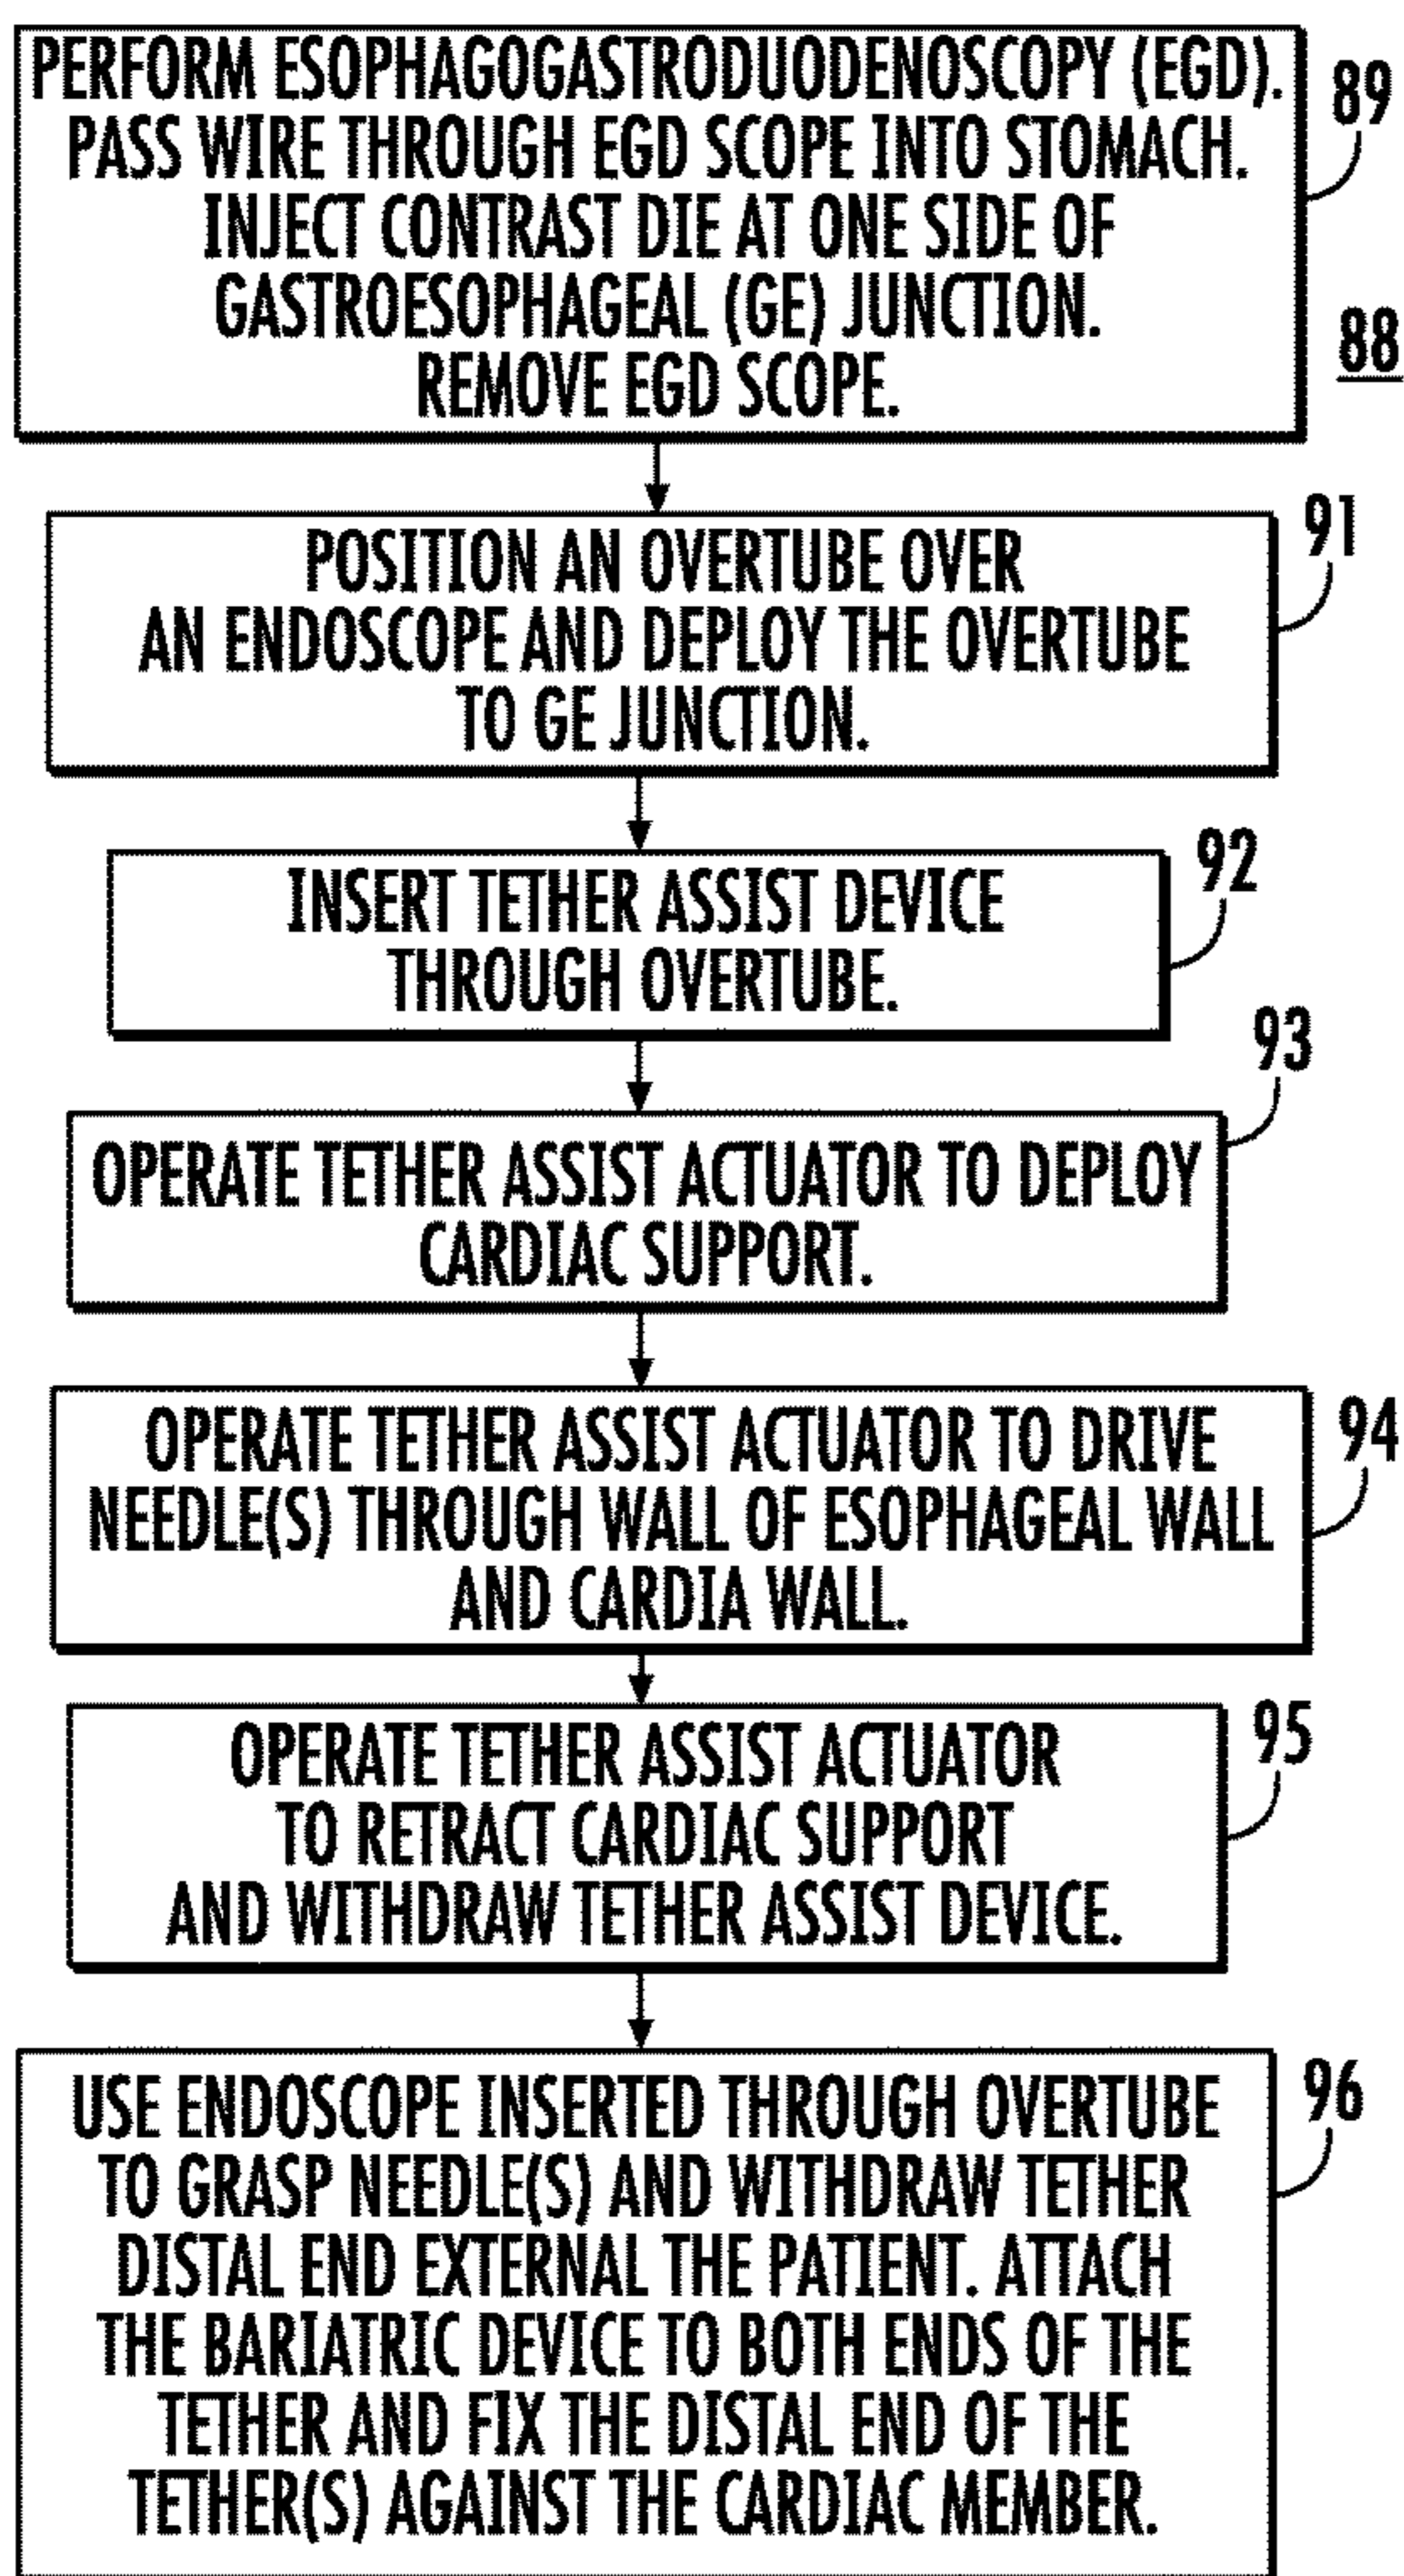 PERFORM ESOPHAGOGASTRODUODENOSCOPY (EGD).
PASS WIRE THROUGH EGD SCOPE INTO STOMACH.
INJECT CONTRAST DIE AT ONE SIDE OF
GASTROESOPHAGEAL (GE) JUNCTION.
REMOVE EGD SCOPE.
89
88
POSITION AN OVERTUBE OVER
AN ENDOSCOPE AND DEPLOY THE OVERTUBE
TO GE JUNCTION.
91
INSERT TETHER ASSIST DEVICE
THROUGH OVERTUBE.
92
OPERATE TETHER ASSIST ACTUATOR TO DEPLOY
CARDIAC SUPPORT.
93
OPERATE TETHER ASSIST ACTUATOR TO DRIVE
NEEDLE(S) THROUGH WALL OF ESOPHAGEAL WALL
AND CARDIA WALL.
94
OPERATE TETHER ASSIST ACTUATOR
TO RETRACT CARDIAC SUPPORT
AND WITHDRAW TETHER ASSIST DEVICE.
95
USE ENDOSCOPE INSERTED THROUGH OVERTUBE
TO GRASP NEEDLE(S) AND WITHDRAW TETHER
DISTAL END EXTERNAL THE PATIENT. ATTACH
THE BARIATRIC DEVICE TO BOTH ENDS OF THE
TETHER AND FIX THE DISTAL END OF THE
TETHER(S) AGAINST THE CARDIAC MEMBER.
96